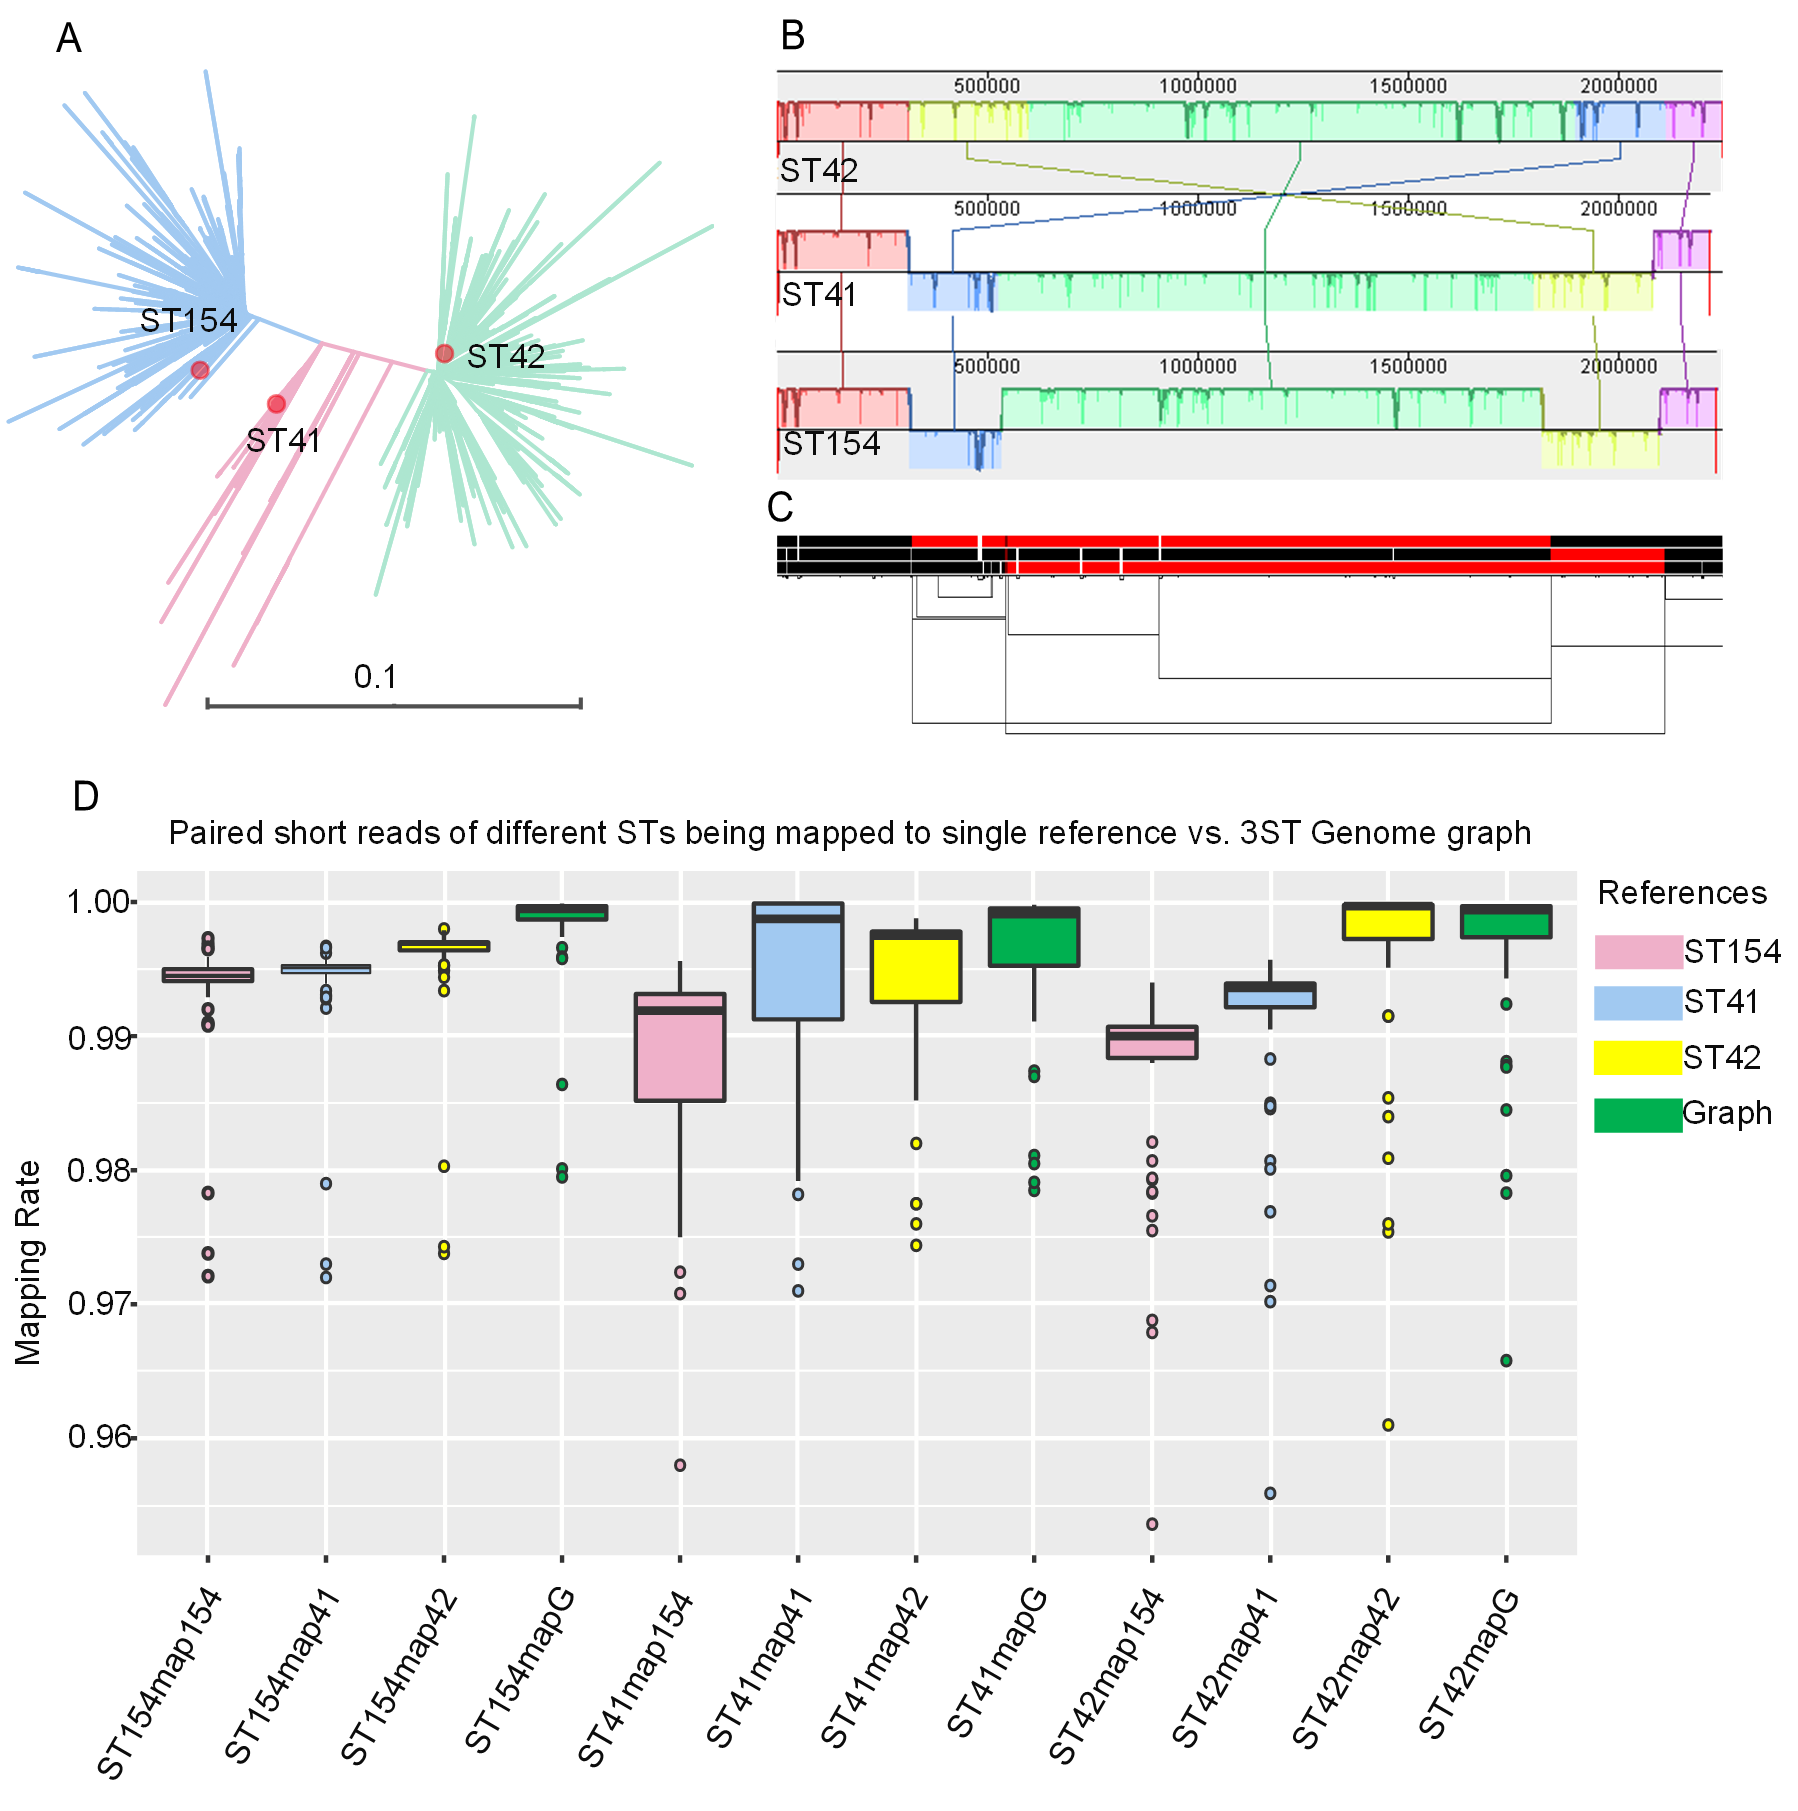 A
ST154
ST42
ST41
0.1
B
500000 1000000 1500000 2000000
ST42
500000 1000000 1500000 2000000
ST41
500000 1000000 1500000 2000000
ST154
C
D
Paired short reads of different STs being mapped to single reference vs. 3ST Genome graph
Mapping Rate
1.00
0.99
0.98
0.97
0.96
References
ST154
ST41
ST42
Graph
ST154map154
ST154map41
ST154map42
ST154mapG
ST41map154
ST41map41
ST41map42
ST41mapG
ST42map154
ST42map41
ST42map42
ST42mapG